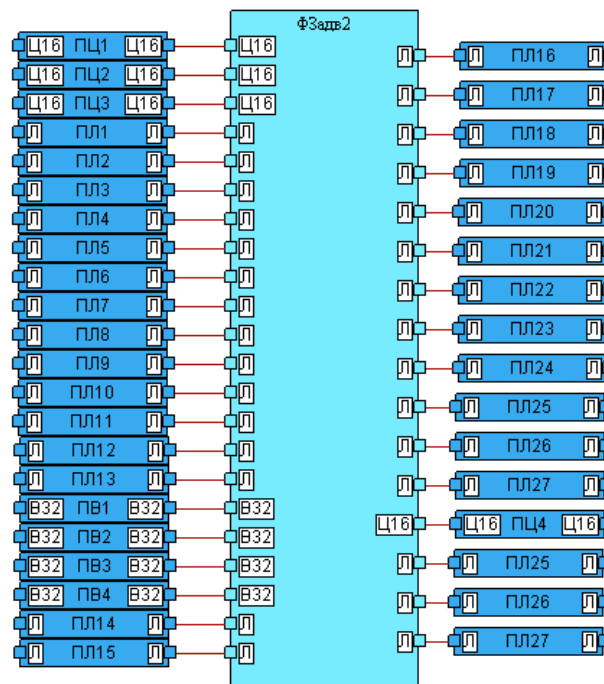 ФЗадв2
Ц16 ПЦ1 Ц16 Ц16
Ц16 ПЦ2 Ц16 Ц16
Ц16 ПЦ3 Ц16 Ц16
Л ПЛ1 Л Л
Л ПЛ2 Л Л
Л ПЛ3 Л Л
Л ПЛ4 Л Л
Л ПЛ5 Л Л
Л ПЛ6 Л Л
Л ПЛ7 Л Л
Л ПЛ8 Л Л
Л ПЛ9 Л Л
Л ПЛ10 Л Л
Л ПЛ11 Л Л
Л ПЛ12 Л Л
Л ПЛ13 Л Л
В32 ПВ1 В32 В32
В32 ПВ2 В32 В32
В32 ПВ3 В32 В32
В32 ПВ4 В32 В32
Л ПЛ14 Л Л
Л ПЛ15 Л Л
Л Л ПЛ16 Л
Л Л ПЛ17 Л
Л Л ПЛ18 Л
Л Л ПЛ19 Л
Л Л ПЛ20 Л
Л Л ПЛ21 Л
Л Л ПЛ22 Л
Л Л ПЛ23 Л
Л Л ПЛ24 Л
Л Л ПЛ25 Л
Л Л ПЛ26 Л
Л Л ПЛ27 Л
Ц16 Ц16 ПЦ4 Ц16
Л Л ПЛ25 Л
Л Л ПЛ26 Л
Л Л ПЛ27 Л